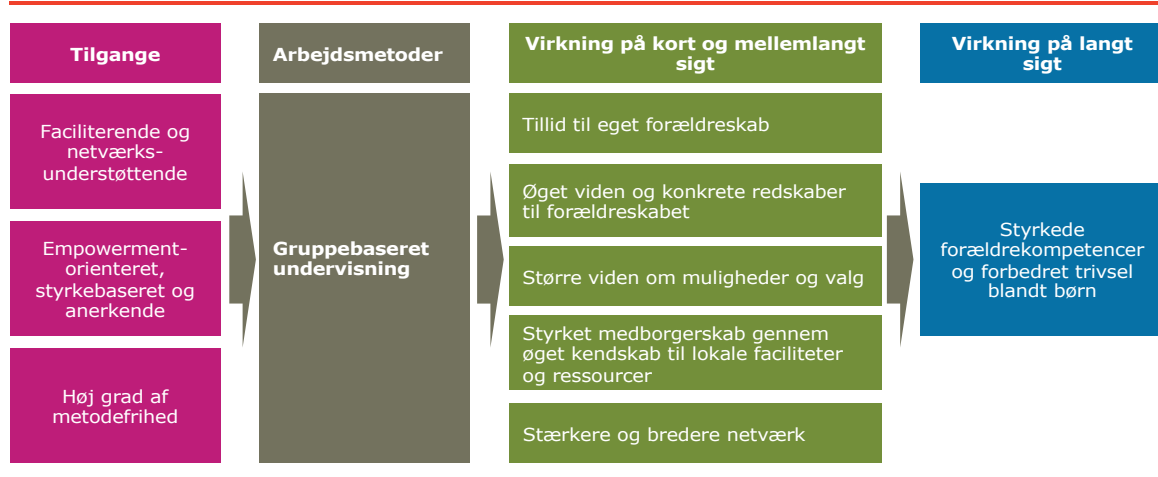 Tilgange
Arbejdsmetoder
Virkning på kort og mellemlangt
sigt
Virkning på langt
sigt
Faciliterende og
netværks-
understøttende
Empowerment-
orienteret,
styrkebaseret og
anerkende
Høj grad af
metodefrihed
Gruppebaseret
undervisning
Tillid til eget forældreskab
Øget viden og konkrete redskaber
til forældreskabet
Større viden om muligheder og valg
Styrket medborgerskab gennem
øget kendskab til lokale faciliteter
og ressourcer
Stærkere og bredere netværk
Styrkede
forældrekompetencer
og forbedret trivsel
blandt børn